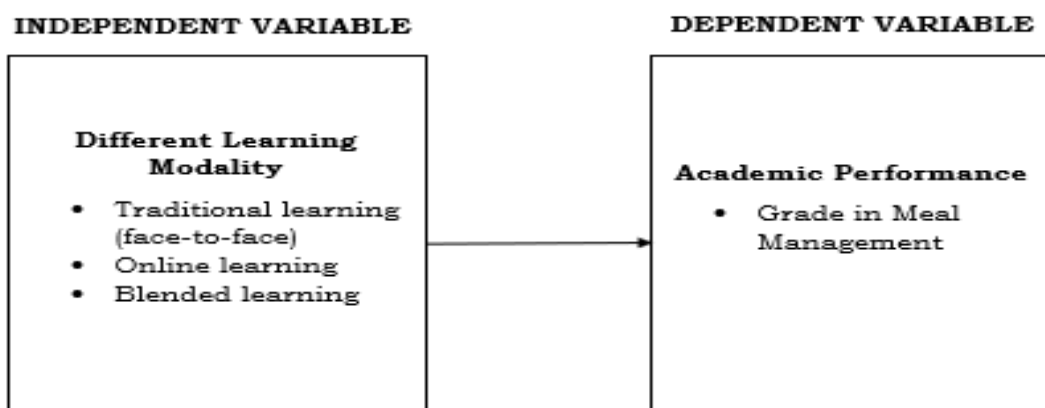 INDEPENDENT VARIABLE
Different Learning
Modality
• Traditional learning
(face-to-face)
• Online learning
• Blended learning
DEPENDENT VARIABLE
Academic Performance
• Grade in Meal
Management